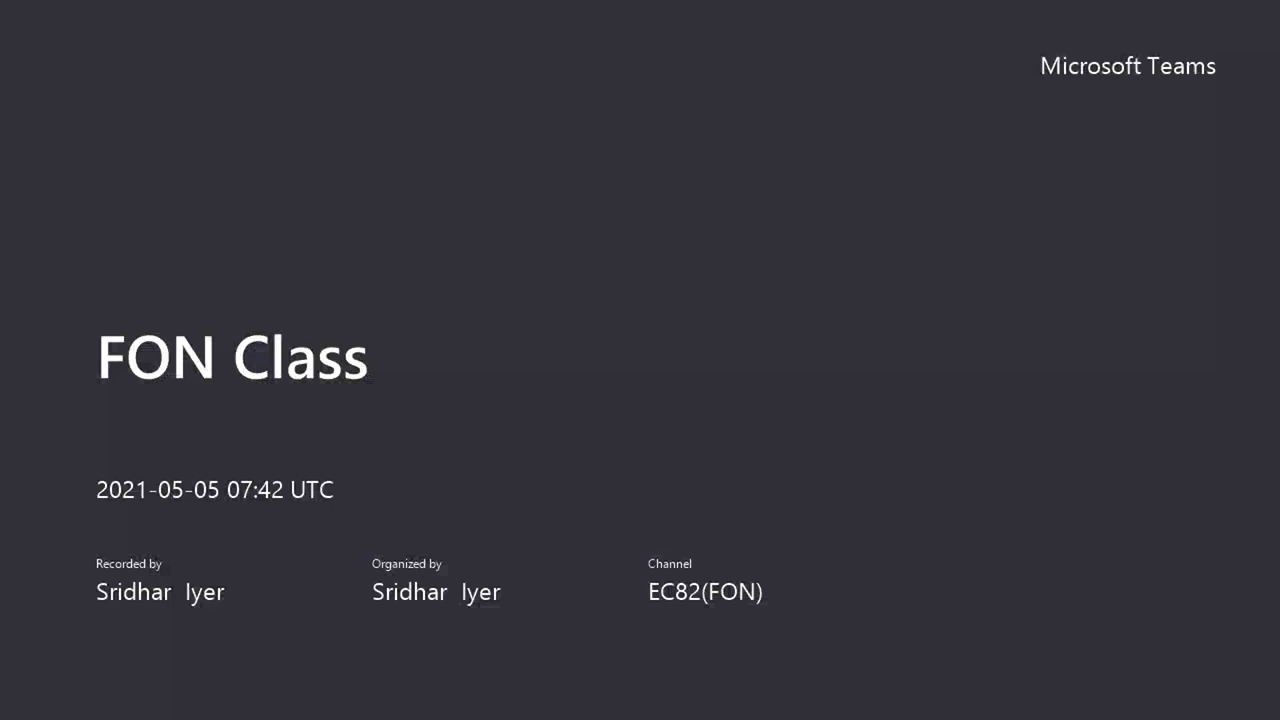 Microsoft Teams
FON Class
2021-05-05 07:42 UTC
Recorded by Organized by Channel
Sridhar Iyer Sridhar Iyer EC82(FON)